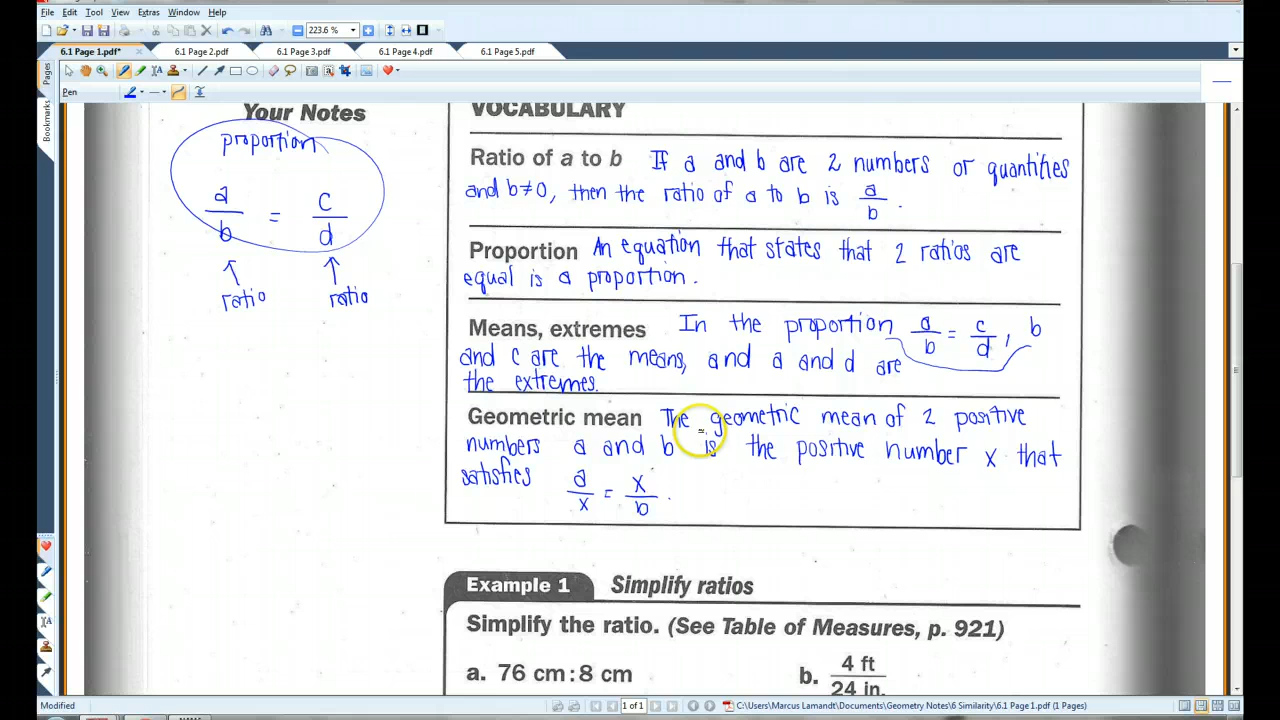 File Edit Tool View Extras Window Help
223.6 %
6.1 Page 1.pdf* 6.1 Page 2.pdf 6.1 Page 3.pdf 6.1 Page 4.pdf 6.1 Page 5.pdf
Pen
Pages
Bookmarks
Your Notes
proportion
a/b = c/d
ratio ratio
VOCABULARY
Ratio of a to b If a and b are 2 numbers or quantities
and b≠0, then the ratio of a to b is a/b.
Proportion An equation that states that 2 ratios are
equal is a proportion.
Means, extremes In the proportion a/b = c/d, b
and c are the means, and a and d are
the extremes.
Geometric mean The geometric mean of 2 positive
numbers a and b is the positive number x that
satisfies a/x = x/b.
Example 1 Simplify ratios
Simplify the ratio. (See Table of Measures, p. 921)
a. 76 cm : 8 cm b. 4 ft
24 in.
Modified 1 of 1 C:\Users\Marcus Lamandt\Documents\Geometry Notes\6 Similarity\6.1 Page 1.pdf (1 Pages)